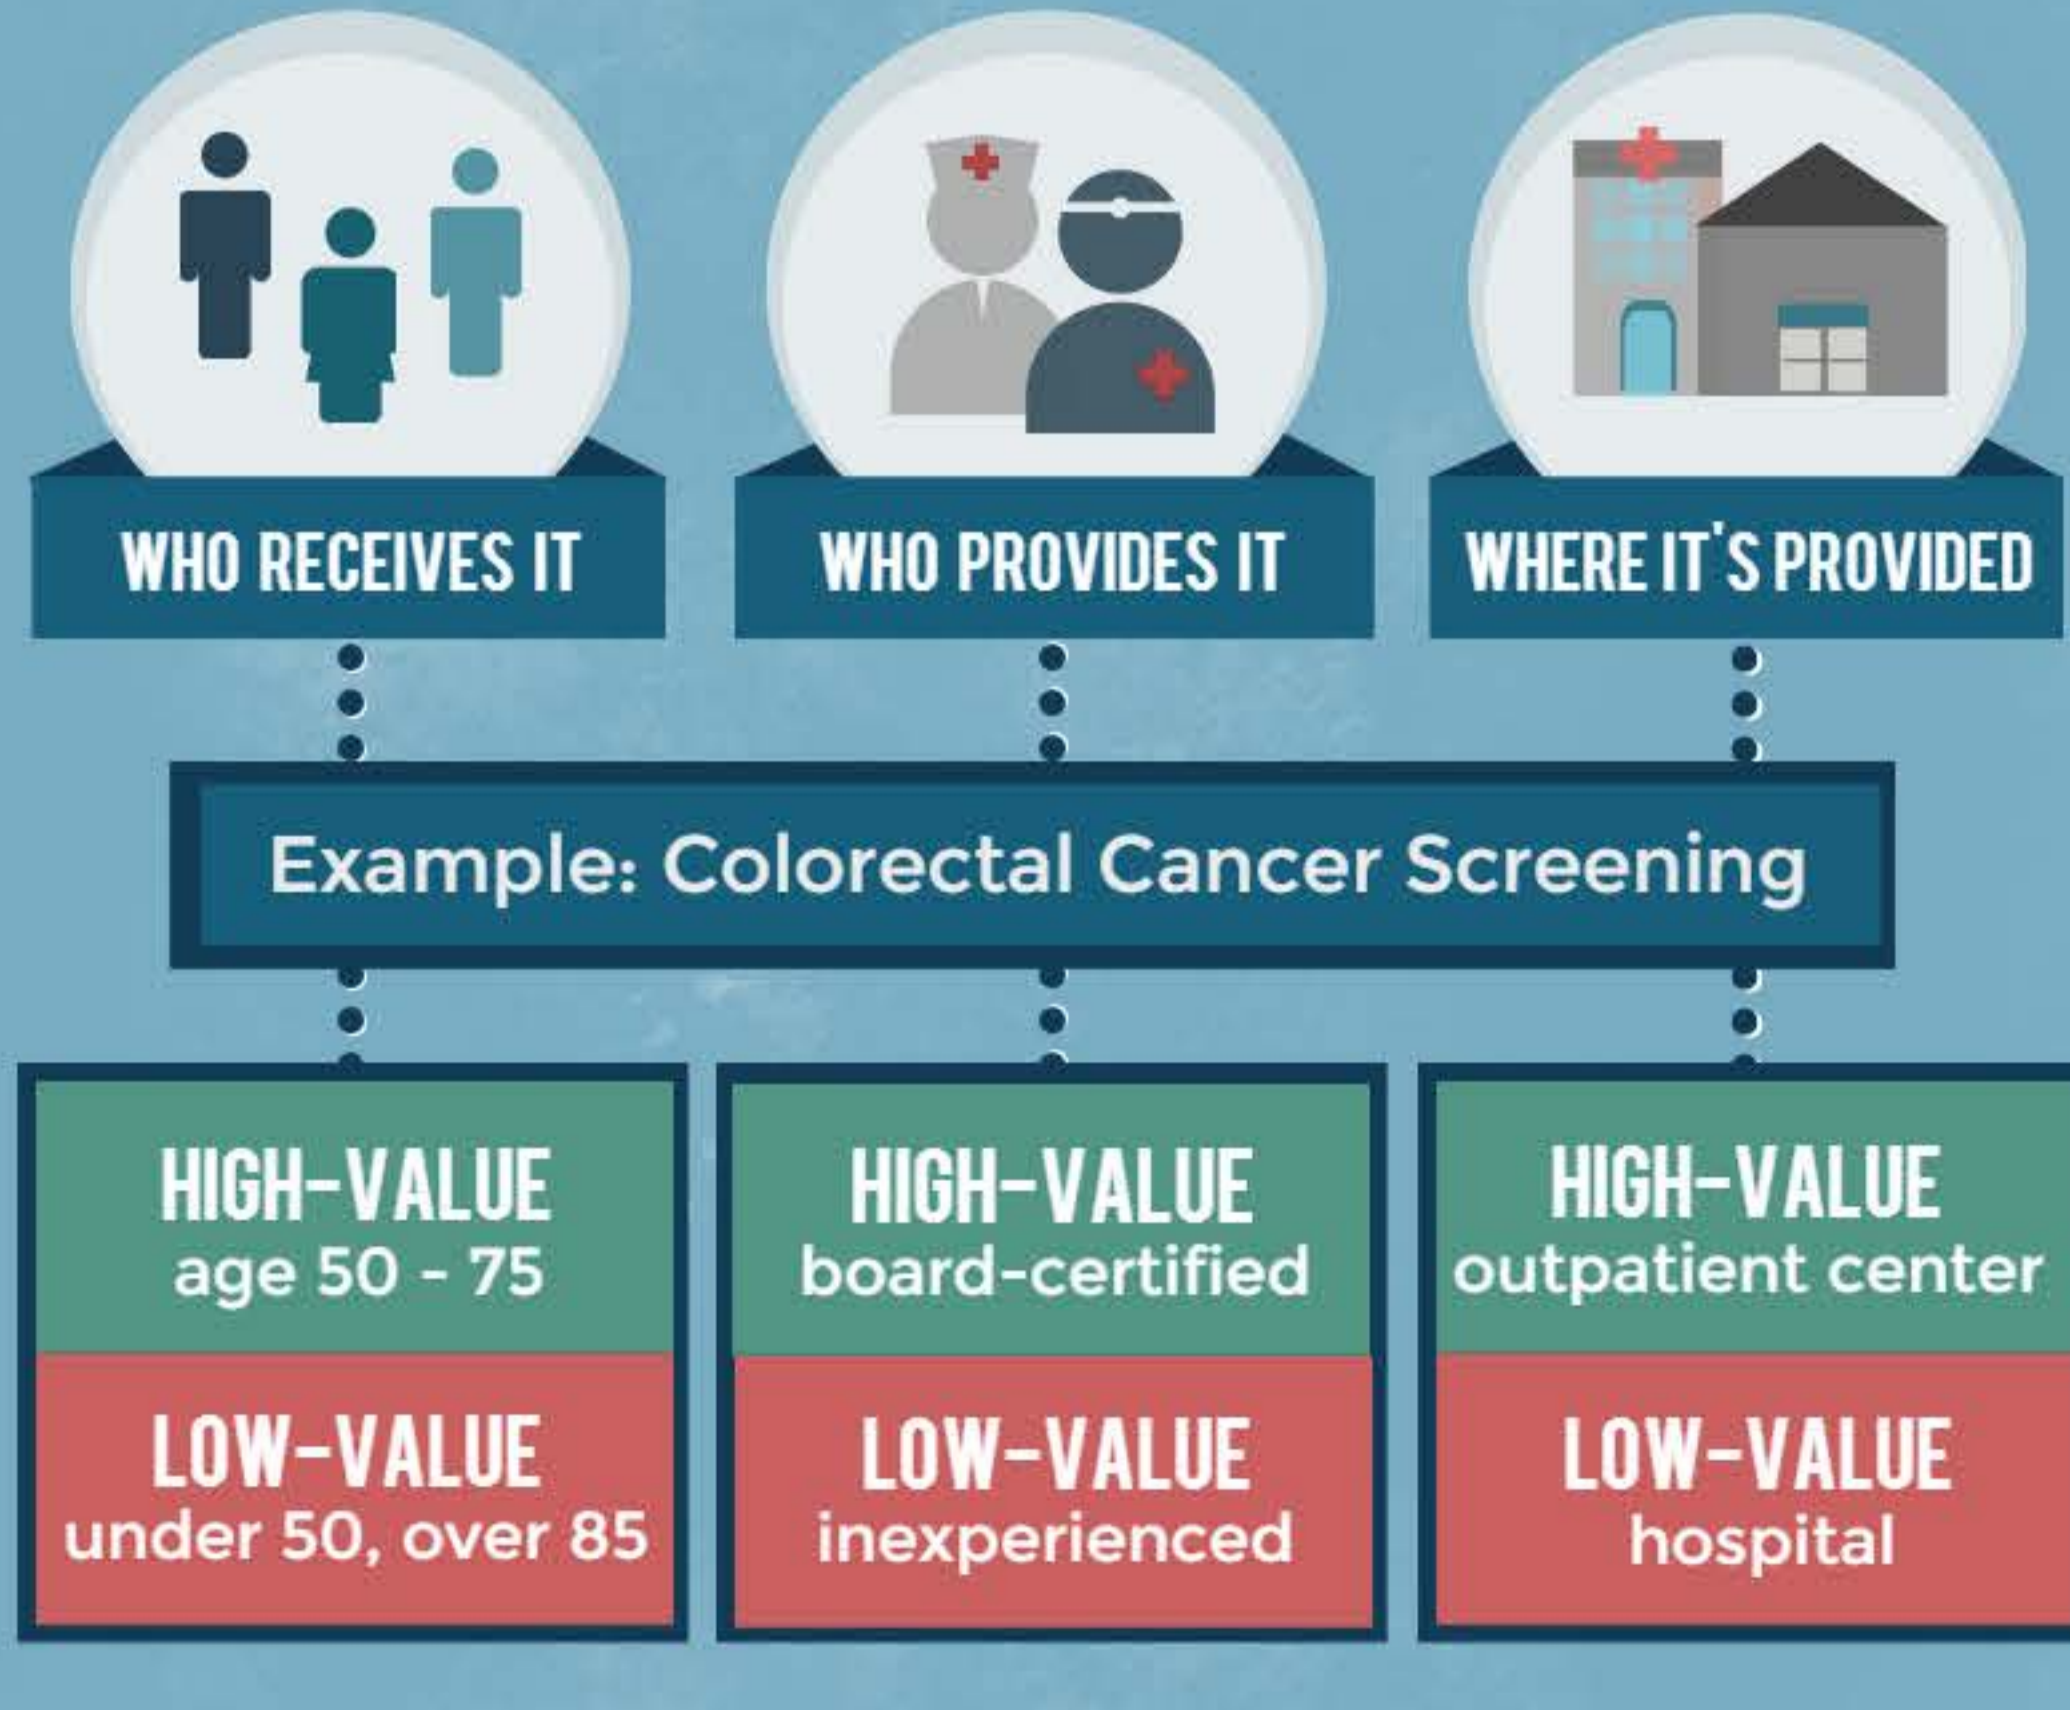 WHO RECEIVES IT
WHO PROVIDES IT
WHERE IT'S PROVIDED
Example: Colorectal Cancer Screening
HIGH-VALUE
age 50 - 75
LOW-VALUE
under 50, over 85
HIGH-VALUE
board-certified
LOW-VALUE
inexperienced
HIGH-VALUE
outpatient center
LOW-VALUE
hospital